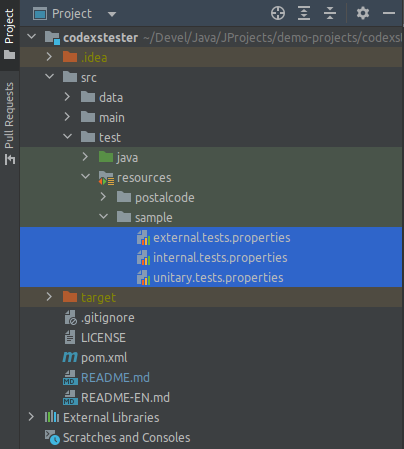 Project
Pull Requests
Project
codexstester ~/Devel/Java/JProjects/demo-projects/codexst
.idea
src
data
main
test
java
resources
postalcode
sample
external.tests.properties
internal.tests.properties
unitary.tests.properties
target
.gitignore
LICENSE
pom.xml
README.md
README-EN.md
External Libraries
Scratches and Consoles